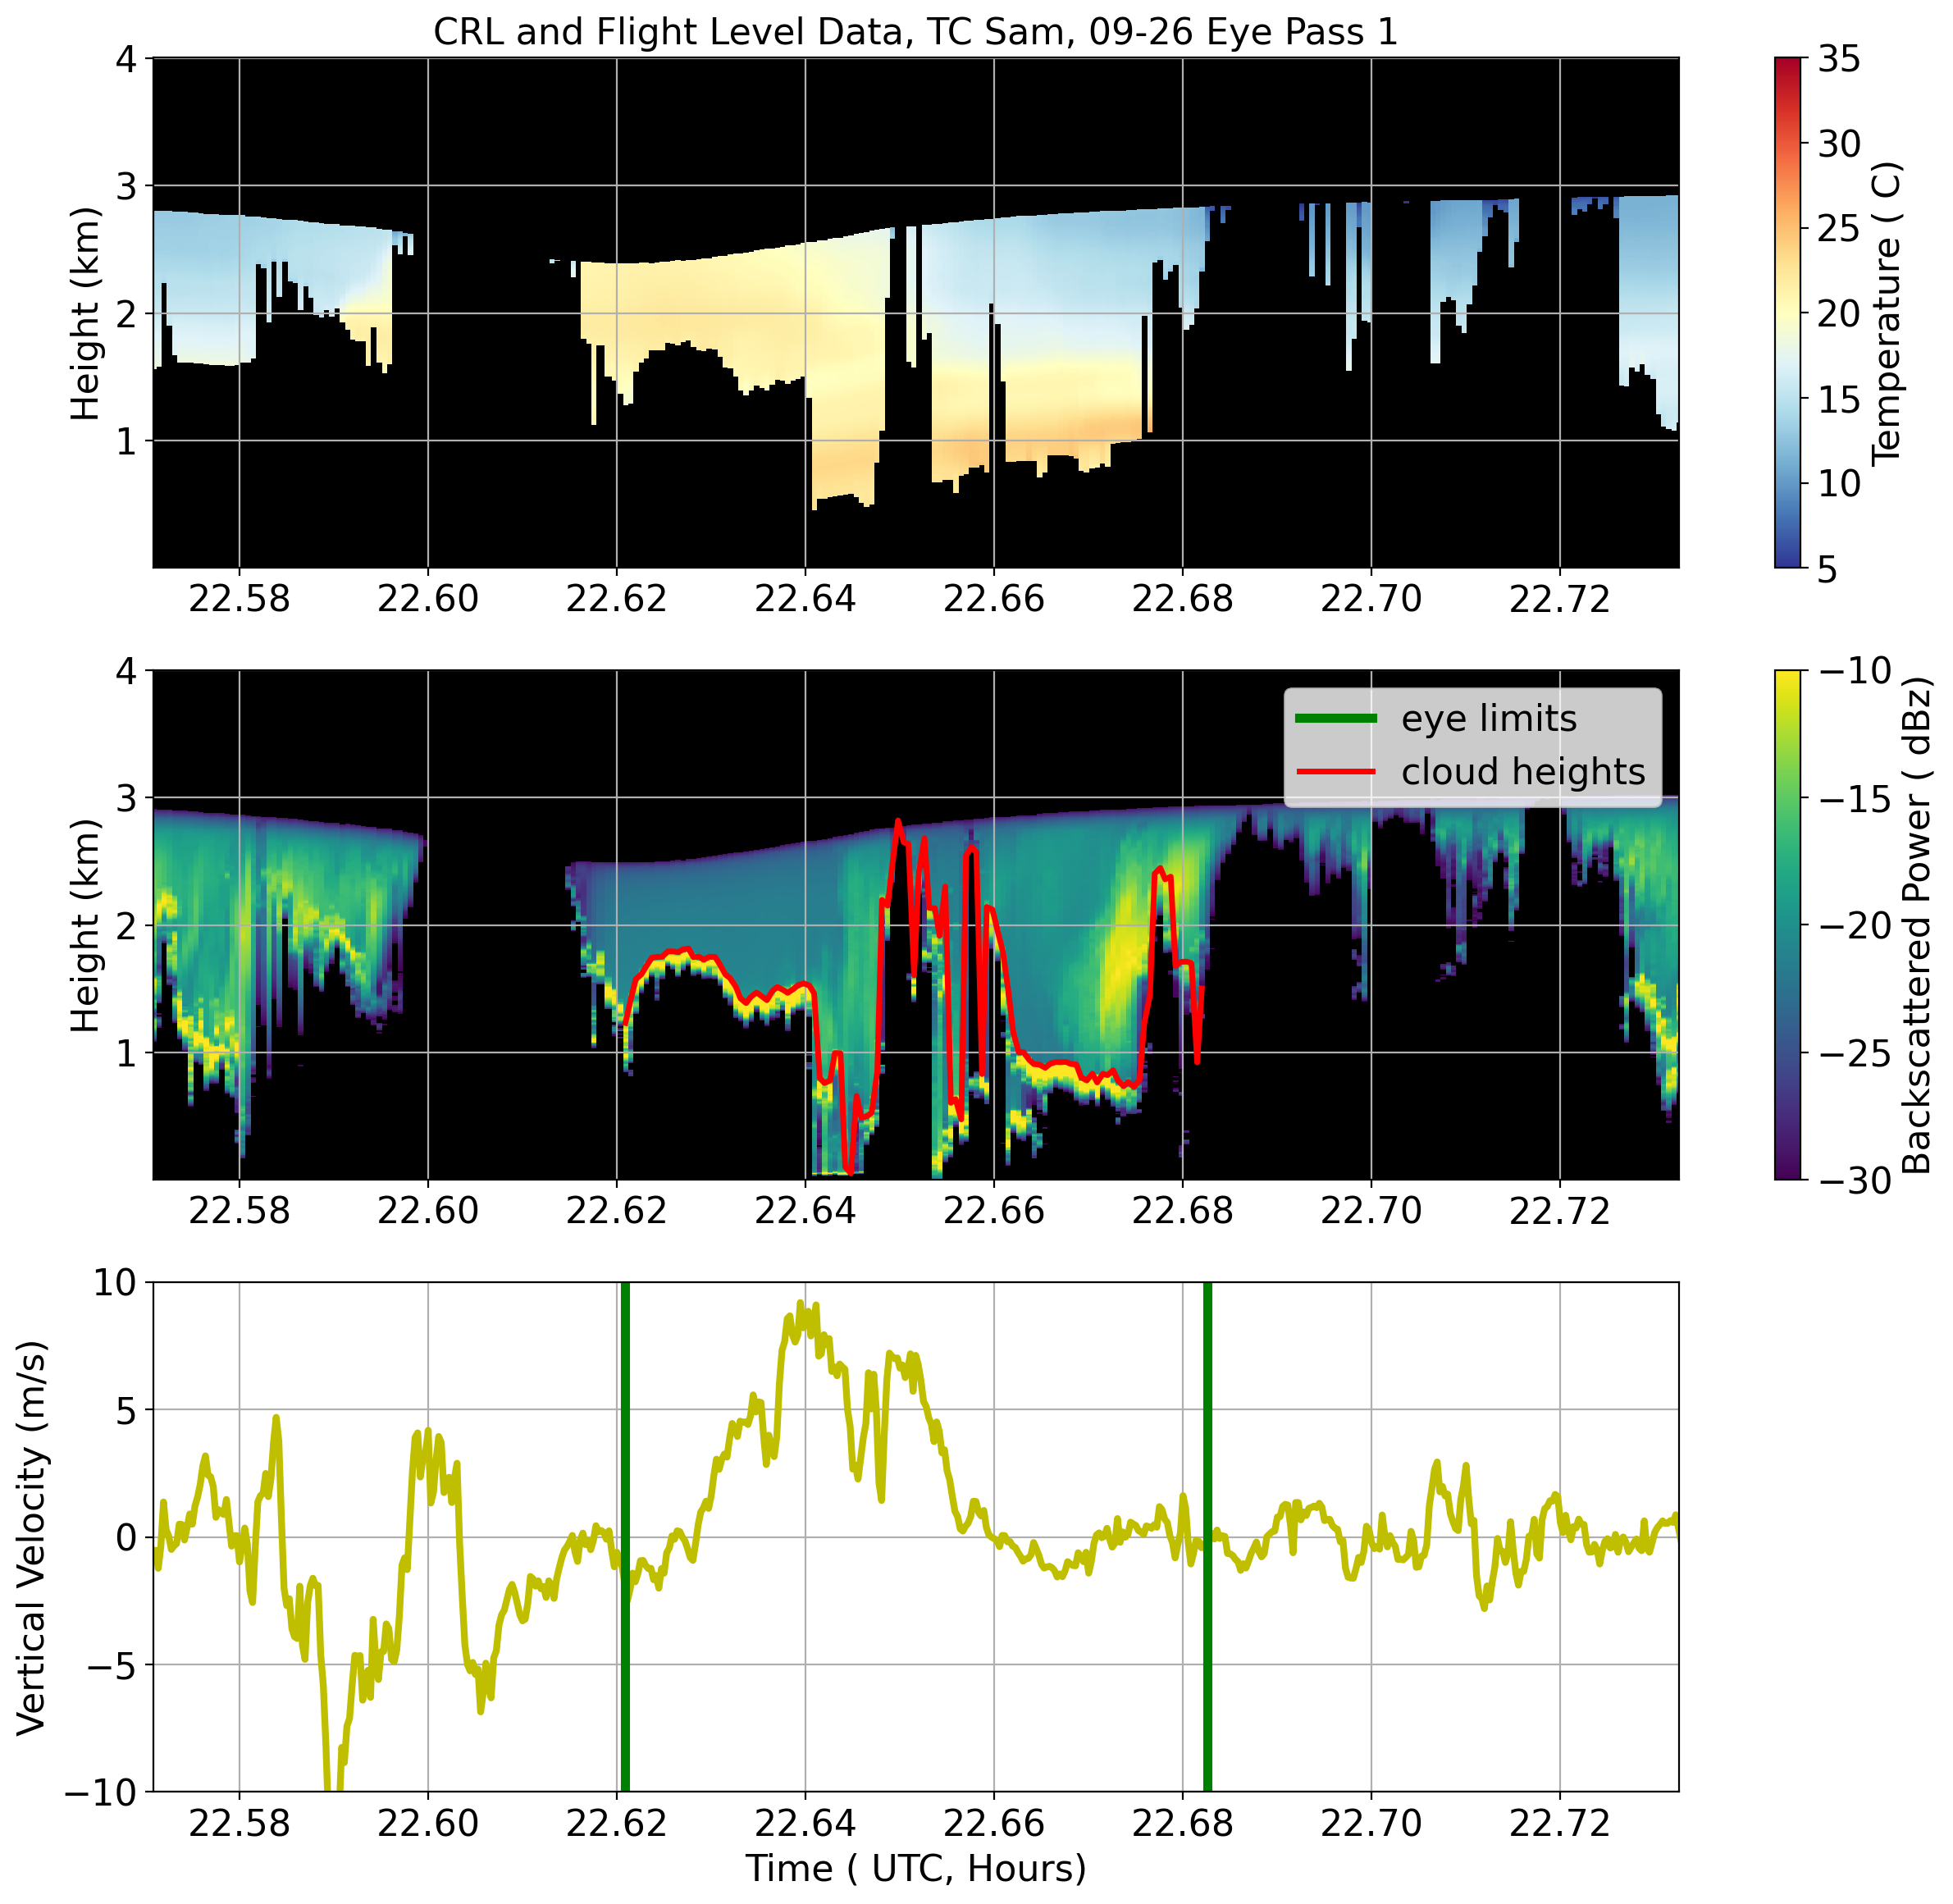 CRL and Flight Level Data, TC Sam, 09-26 Eye Pass 1
4
3
2
1
Height (km)
22.58 22.60 22.62 22.64 22.66 22.68 22.70 22.72
35
30
25
20
15
10
5
Temperature ( C)
4
3
2
1
Height (km)
eye limits
cloud heights
22.58 22.60 22.62 22.64 22.66 22.68 22.70 22.72
−10
−15
−20
−25
−30
Backscattered Power ( dBz)
10
5
0
−5
−10
Vertical Velocity (m/s)
22.58 22.60 22.62 22.64 22.66 22.68 22.70 22.72
Time ( UTC, Hours)